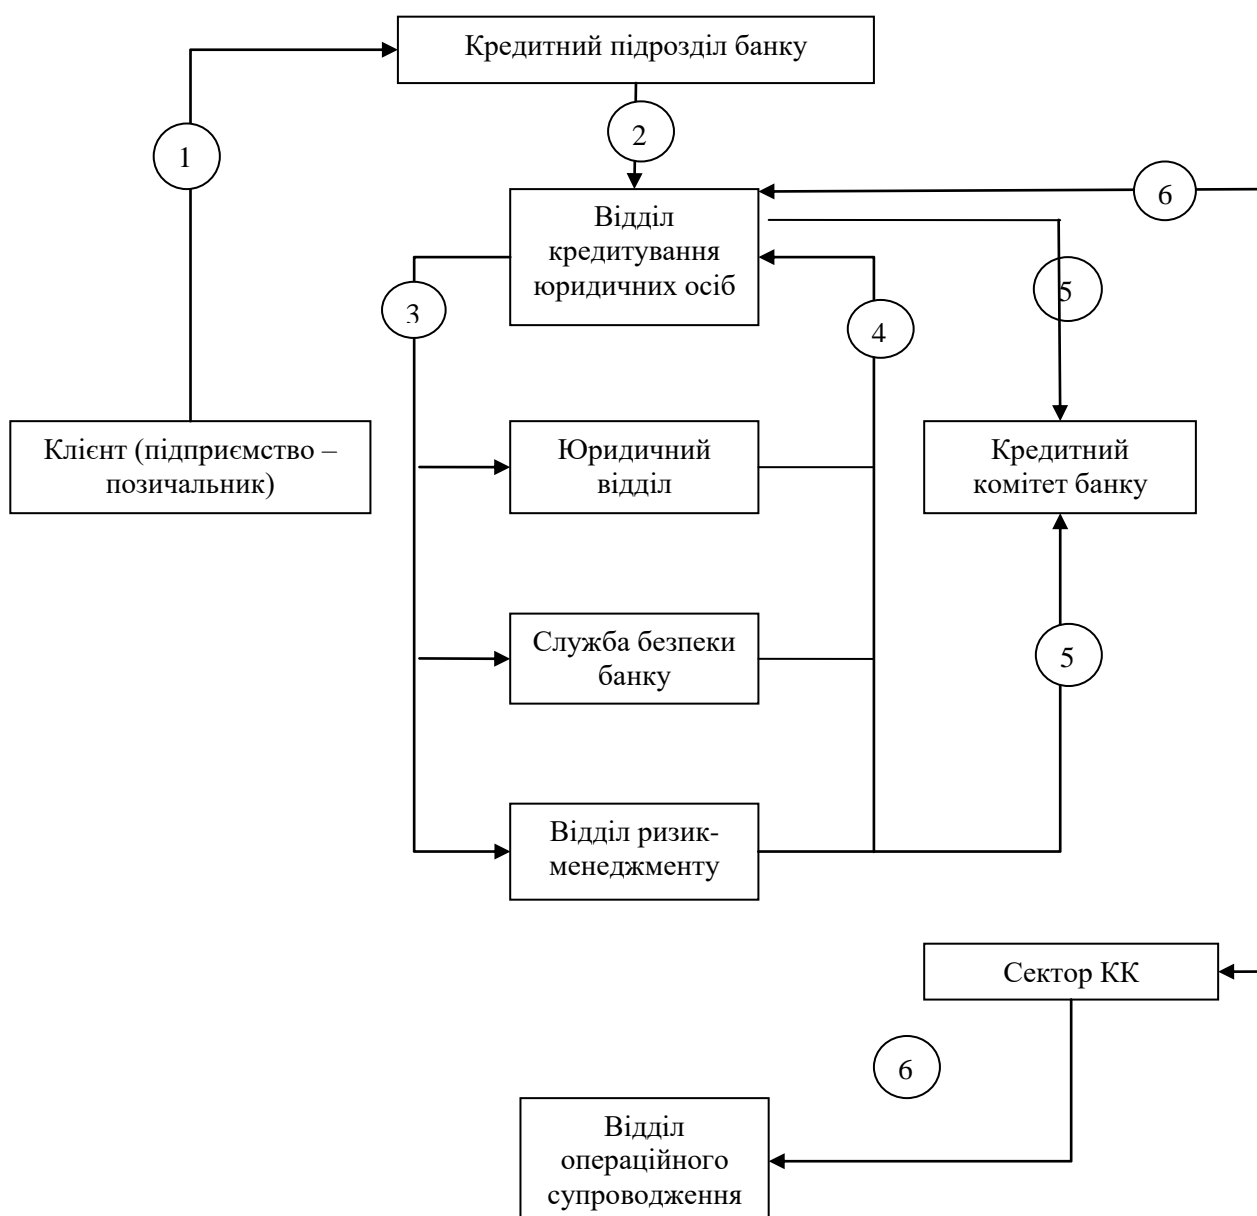 Кредитний підрозділ банку
1
2
6
Відділ
кредитування
юридичних осіб
3
4
5
Клієнт (підприємство –
позичальник)
Юридичний
відділ
Кредитний
комітет банку
Служба безпеки
банку
5
Відділ ризик-
менеджменту
Сектор КК
6
Відділ
операційного
супроводження